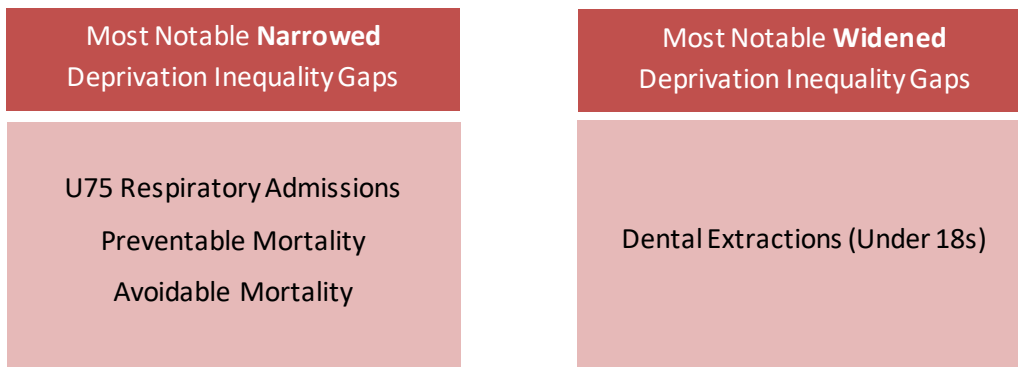 Most Notable Narrowed
Deprivation Inequality Gaps
U75 Respiratory Admissions
Preventable Mortality
Avoidable Mortality
Most Notable Widened
Deprivation Inequality Gaps
Dental Extractions (Under 18s)